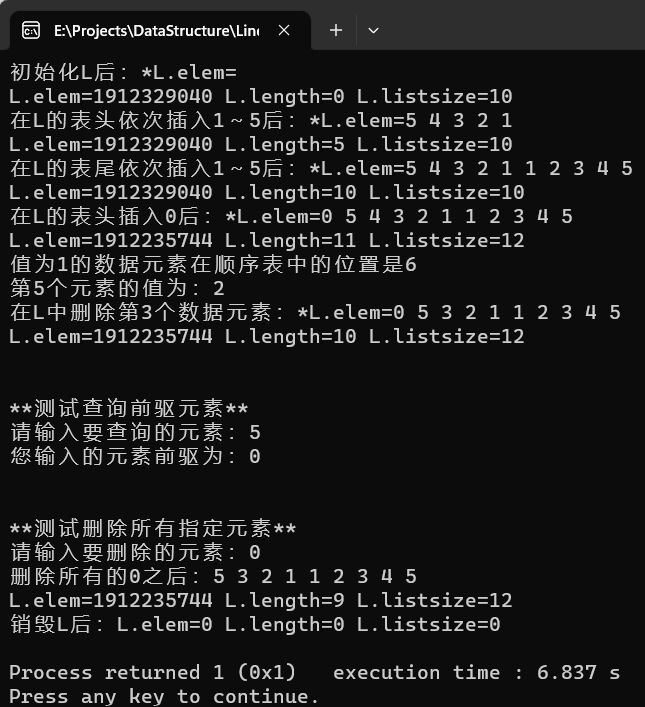 E:\Projects\DataStructure\Line
初始化L后：*L.elem=
L.elem=1912329040 L.length=0 L.listsize=10
在L的表头依次插入1～5后：*L.elem=5 4 3 2 1
L.elem=1912329040 L.length=5 L.listsize=10
在L的表尾依次插入1～5后：*L.elem=5 4 3 2 1 1 2 3 4 5
L.elem=1912329040 L.length=10 L.listsize=10
在L的表头插入0后：*L.elem=0 5 4 3 2 1 1 2 3 4 5
L.elem=1912235744 L.length=11 L.listsize=12
值为1的数据元素在顺序表中的位置是6
第5个元素的值为：2
在L中删除第3个数据元素：*L.elem=0 5 3 2 1 1 2 3 4 5
L.elem=1912235744 L.length=10 L.listsize=12
**测试查询前驱元素**
请输入要查询的元素：5
您输入的元素前驱为：0
**测试删除所有指定元素**
请输入要删除的元素：0
删除所有的0之后：5 3 2 1 1 2 3 4 5
L.elem=1912235744 L.length=9 L.listsize=12
销毁L后：L.elem=0 L.length=0 L.listsize=0
Process returned 1 (0x1)   execution time : 6.837 s
Press any key to continue.